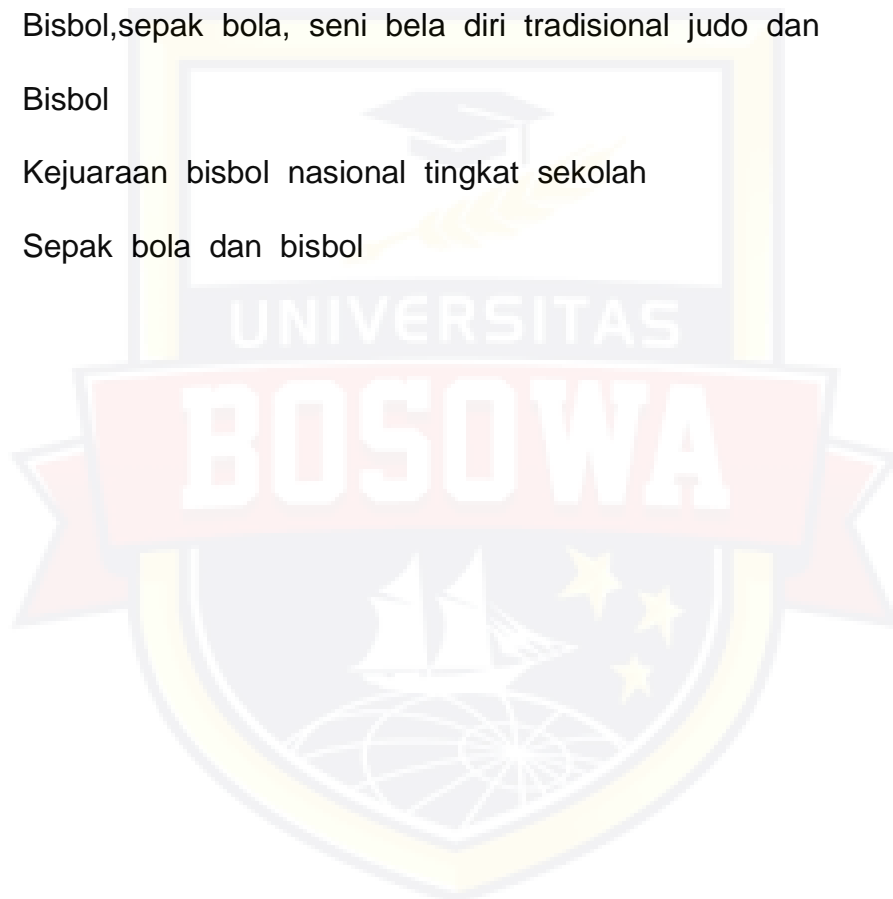 Bisbol,sepak bola, seni bela diri tradisional judo dan
Bisbol
Kejuaraan bisbol nasional tingkat sekolah
Sepak bola dan bisbol
UNIVERSITAS
BOSOWA